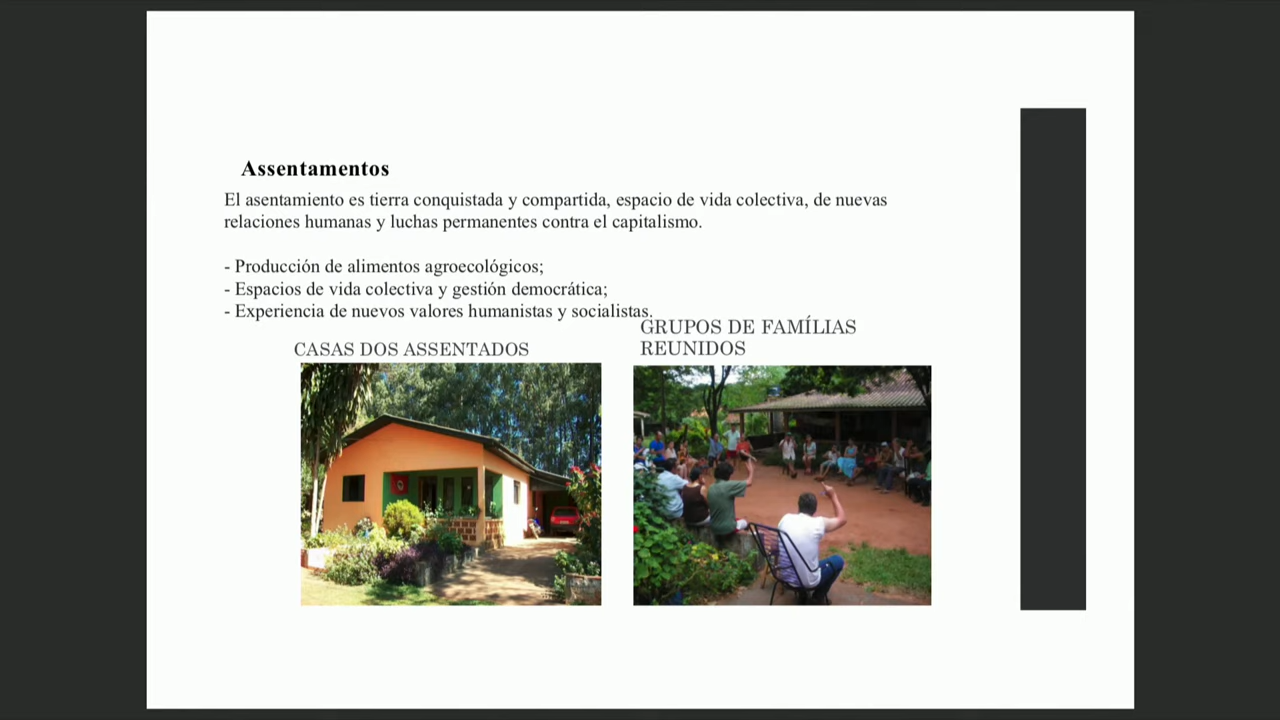 Assentamentos
El asentamiento es tierra conquistada y compartida, espacio de vida colectiva, de nuevas
relaciones humanas y luchas permanentes contra el capitalismo.
- Producción de alimentos agroecológicos;
- Espacios de vida colectiva y gestión democrática;
- Experiencia de nuevos valores humanistas y socialistas.
CASAS DOS ASSENTADOS
GRUPOS DE FAMÍLIAS
REUNIDOS